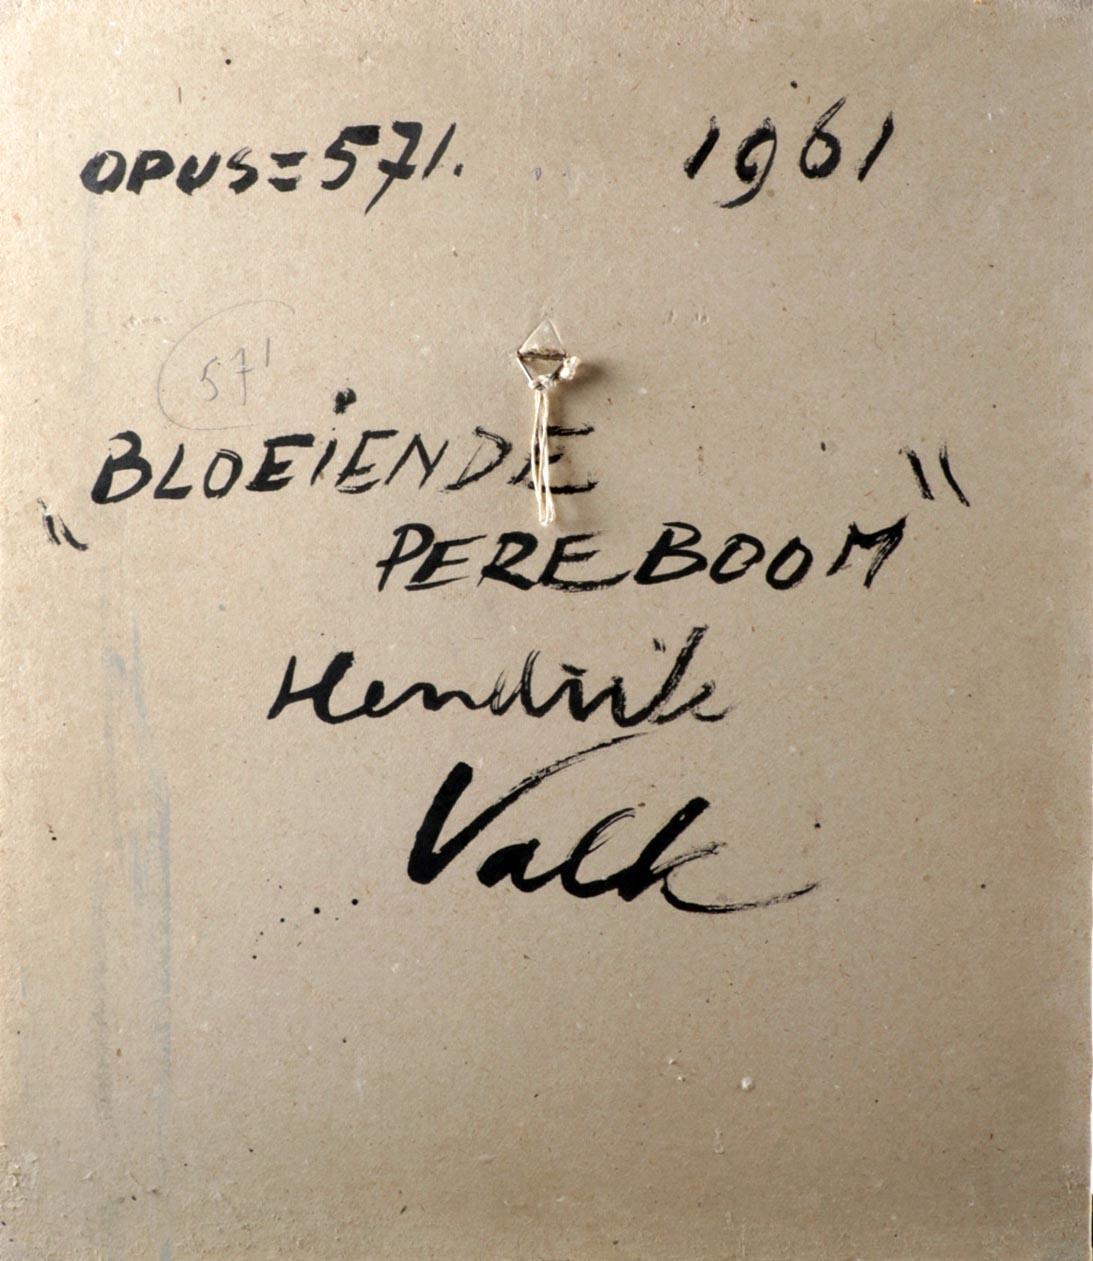 OPUS=571. 1961
571
„BLOEiENDE
PEREBOOM"
Hendrik
Valk